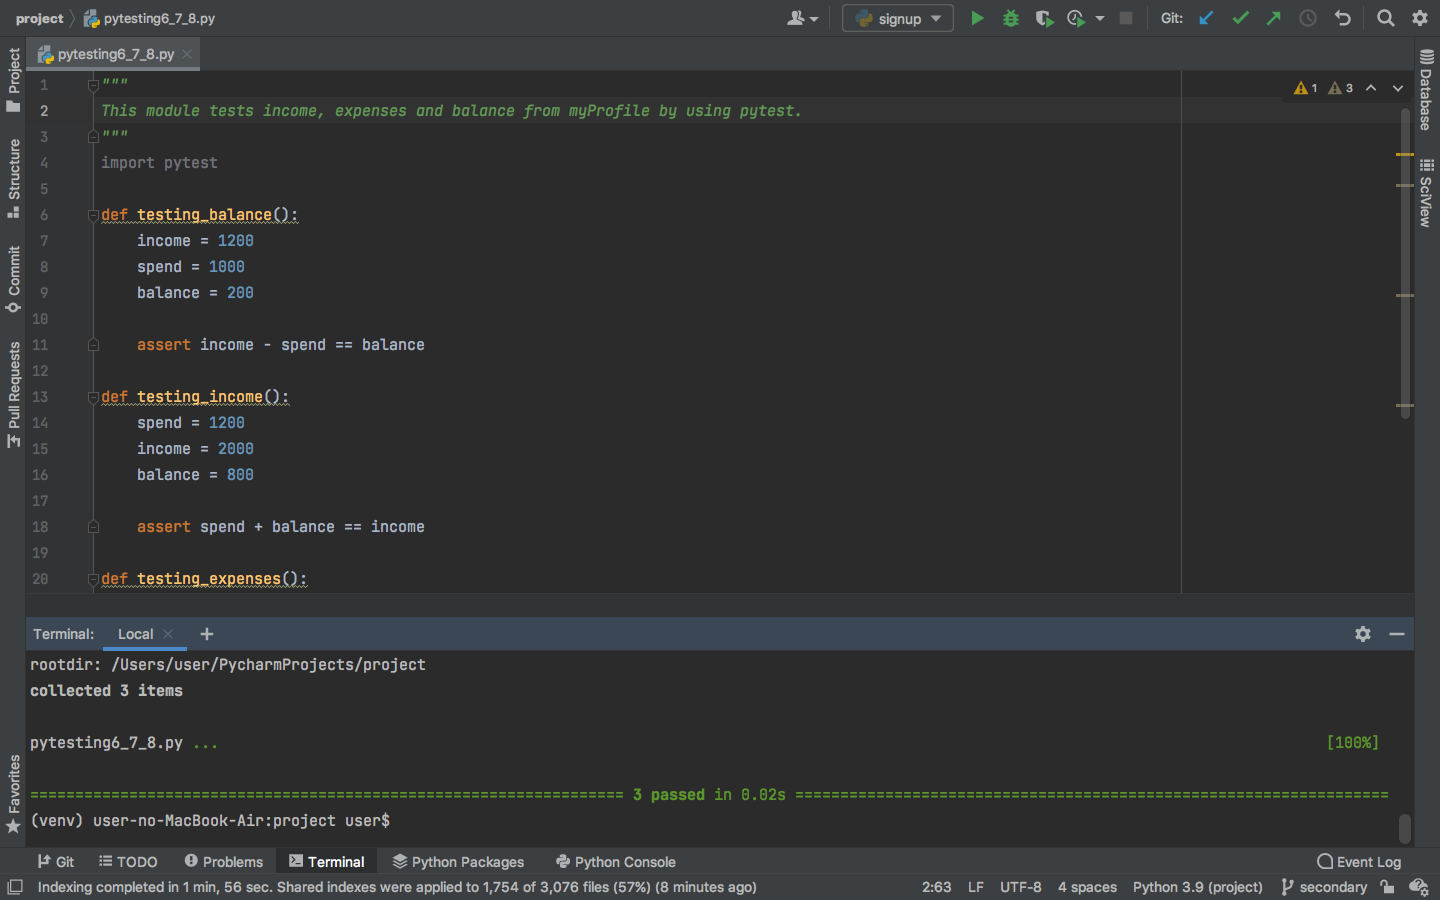 project pytesting6_7_8.py signup Git:
pytesting6_7_8.py
Project
Structure
Commit
Pull Requests
Favorites
Database
SciView
1 3
1 """
2 This module tests income, expenses and balance from myProfile by using pytest.
3 """
4 import pytest
5
6 def testing_balance():
7 income = 1200
8 spend = 1000
9 balance = 200
10
11 assert income - spend == balance
12
13 def testing_income():
14 spend = 1200
15 income = 2000
16 balance = 800
17
18 assert spend + balance == income
19
20 def testing_expenses():
Terminal: Local
rootdir: /Users/user/PycharmProjects/project
collected 3 items
pytesting6_7_8.py ... [100%]
================================================================== 3 passed in 0.02s ==================================================================
(venv) user-no-MacBook-Air:project user$
Git TODO Problems Terminal Python Packages Python Console Event Log
Indexing completed in 1 min, 56 sec. Shared indexes were applied to 1,754 of 3,076 files (57%) (8 minutes ago) 2:63 LF UTF-8 4 spaces Python 3.9 (project) secondary